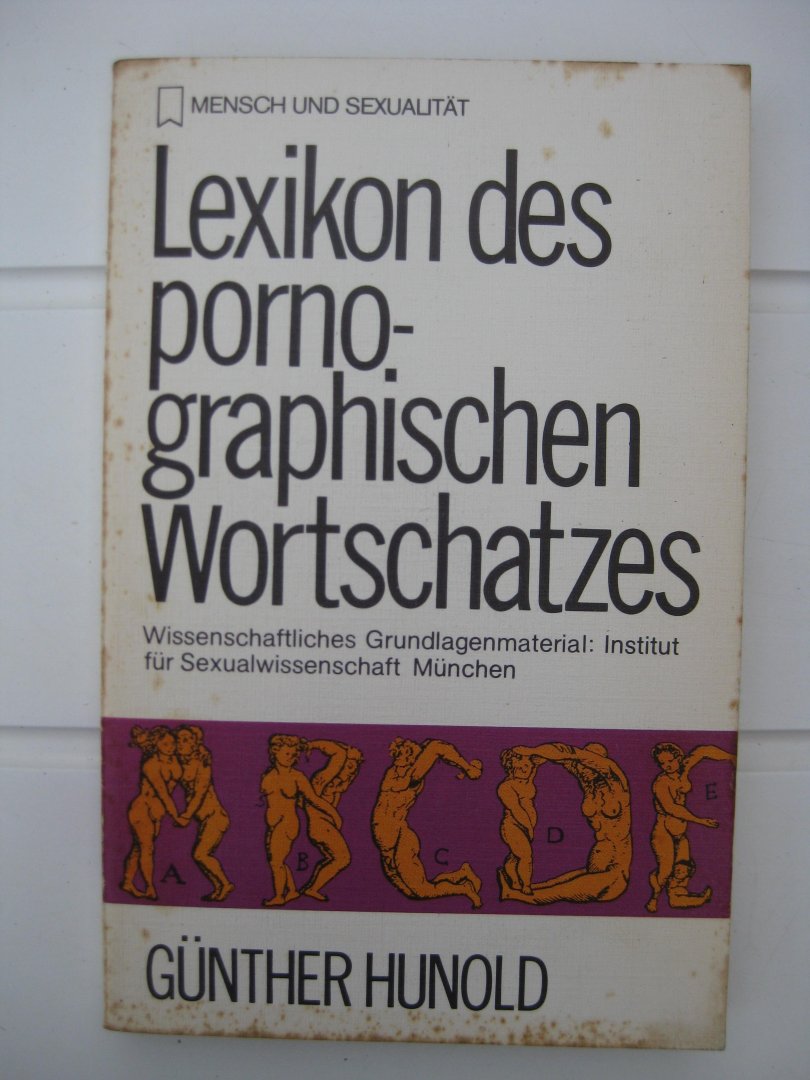 MENSCH UND SEXUALITÄT
Lexikon des
porno-
graphischen
Wortschatzes
Wissenschaftliches Grundlagenmaterial: Institut
für Sexualwissenschaft München
A B C D E
GÜNTHER HUNOLD